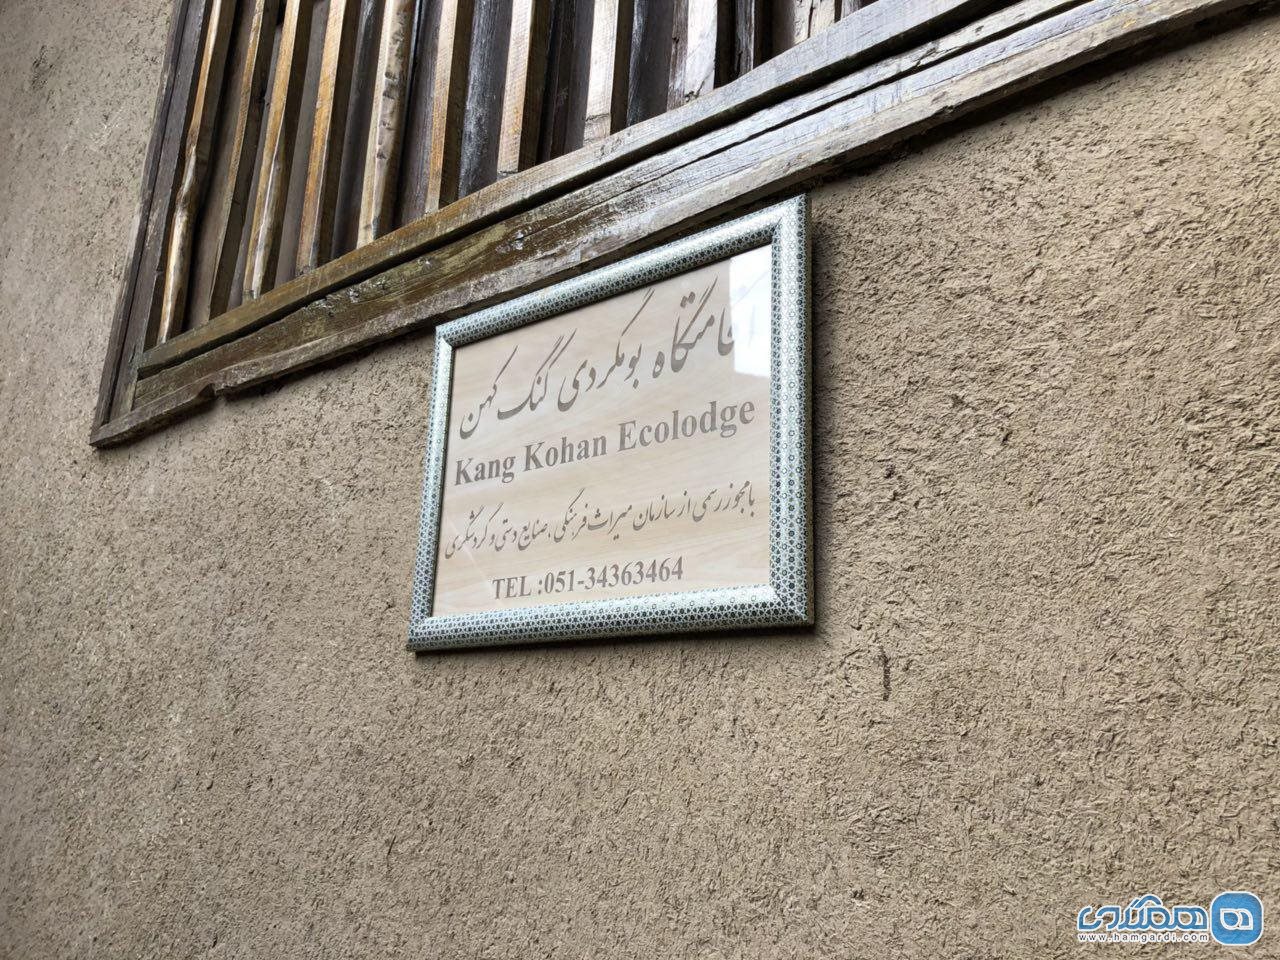 اقامتگاه بومگردی کنگ کهن
Kang Kohan Ecolodge
با مجوز رسمی از سازمان میراث فرهنگی ، صنایع دستی و گردشگری
TEL :051-34363464
همگردی
www.hamgardi.com